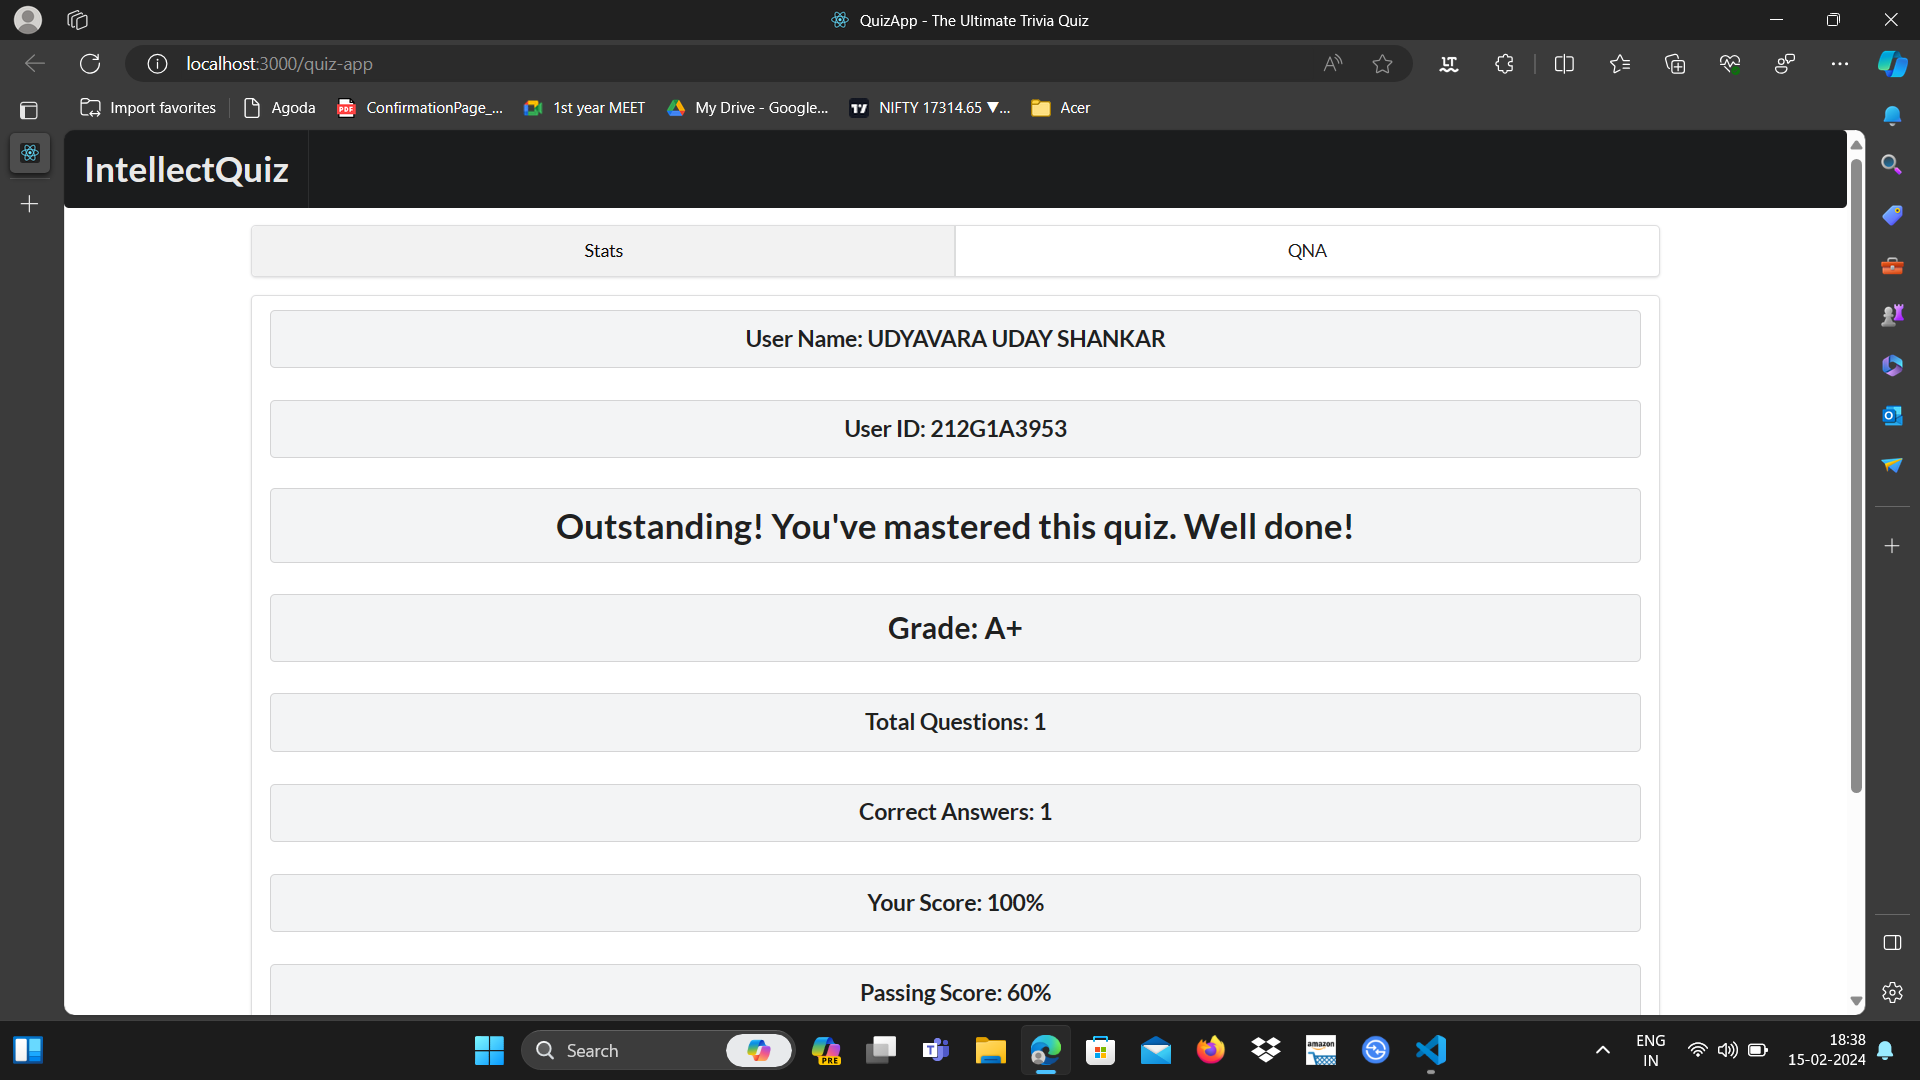 QuizApp - The Ultimate Trivia Quiz
localhost:3000/quiz-app
Import favorites
Agoda
ConfirmationPage_...
1st year MEET
My Drive - Google...
NIFTY 17314.65 ▼...
Acer
IntellectQuiz
Stats
QNA
User Name: UDYAVARA UDAY SHANKAR
User ID: 212G1A3953
Outstanding! You've mastered this quiz. Well done!
Grade: A+
Total Questions: 1
Correct Answers: 1
Your Score: 100%
Passing Score: 60%
Search
PRE
amazon
ENG
IN
18:38
15-02-2024